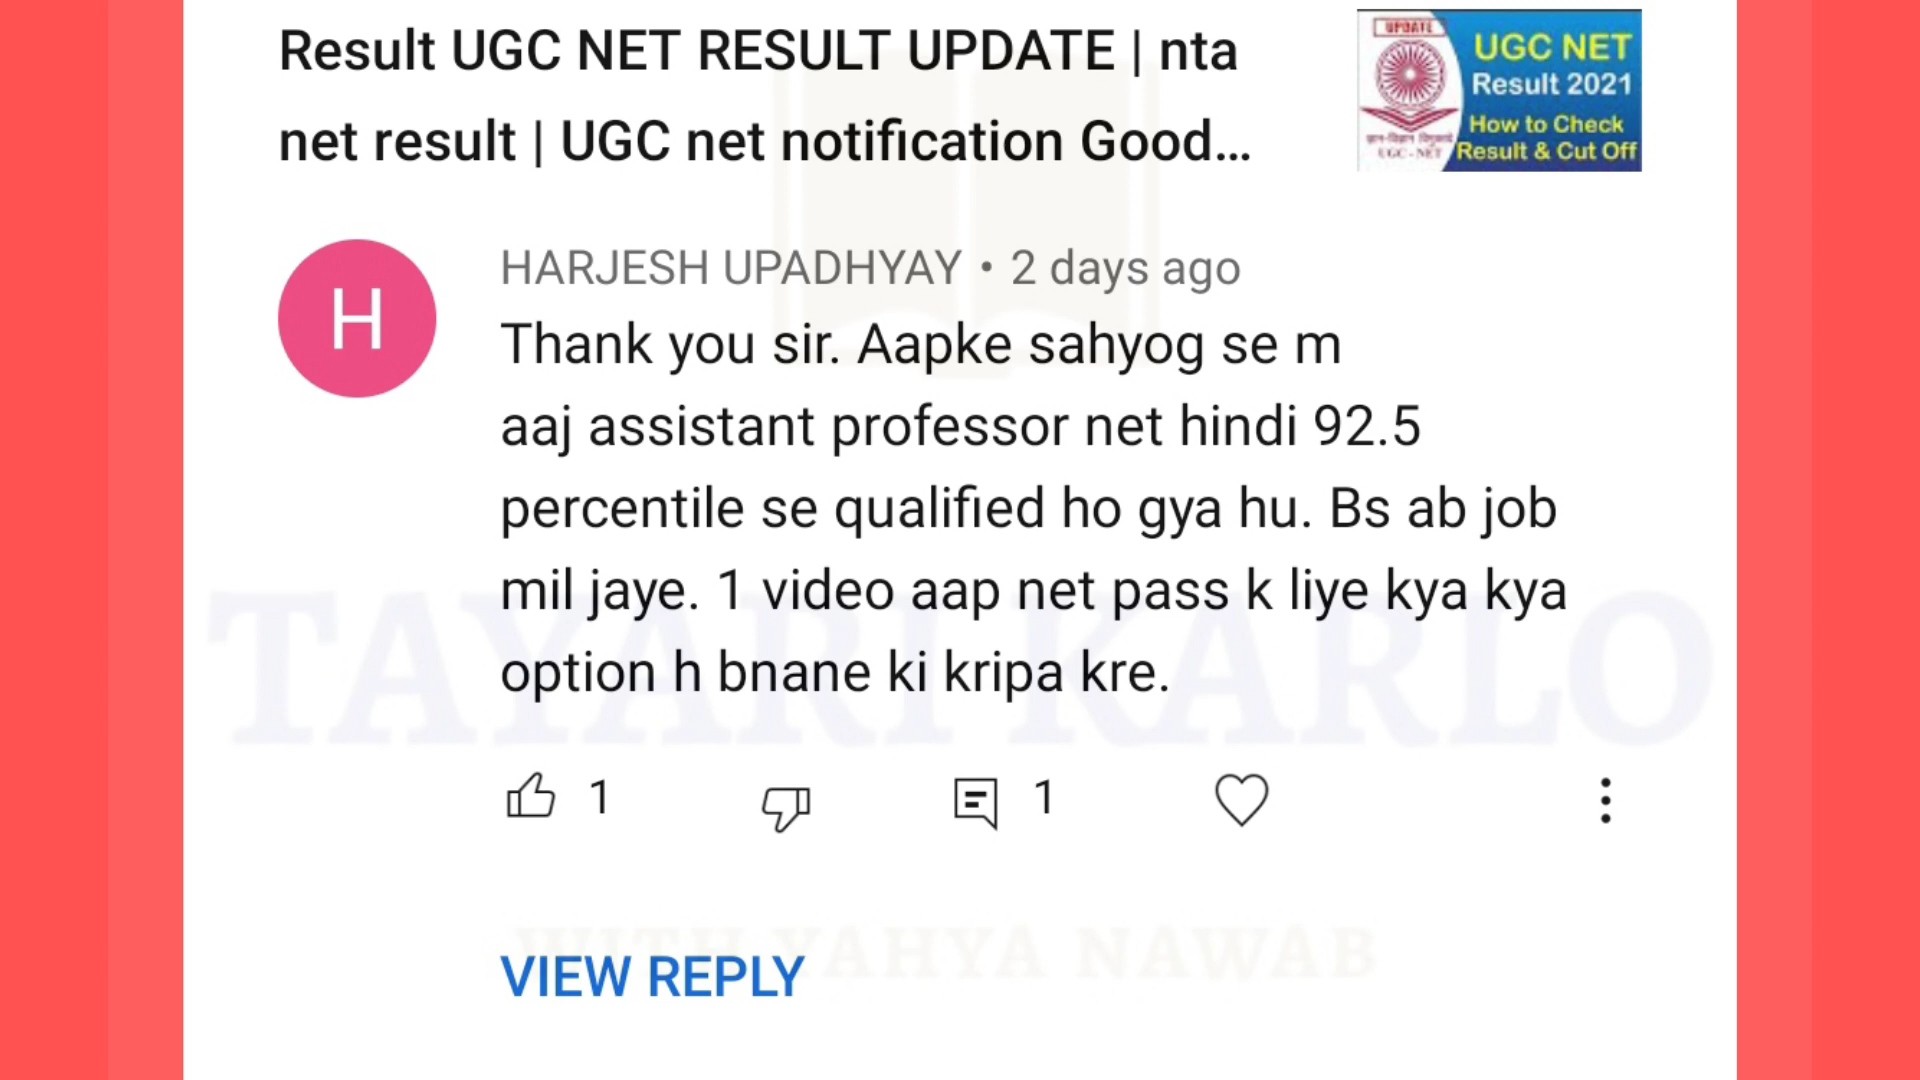 Result UGC NET RESULT UPDATE | nta
net result | UGC net notification Good...
UPDATE
UGC NET
Result 2021
How to Check
Result & Cut Off
UGC - NET
H
HARJESH UPADHYAY • 2 days ago
Thank you sir. Aapke sahyog se m
aaj assistant professor net hindi 92.5
percentile se qualified ho gya hu. Bs ab job
mil jaye. 1 video aap net pass k liye kya kya
option h bnane ki kripa kre.
TAYARI KARLO
1
1
WITH YAHYA NAWAB
VIEW REPLY